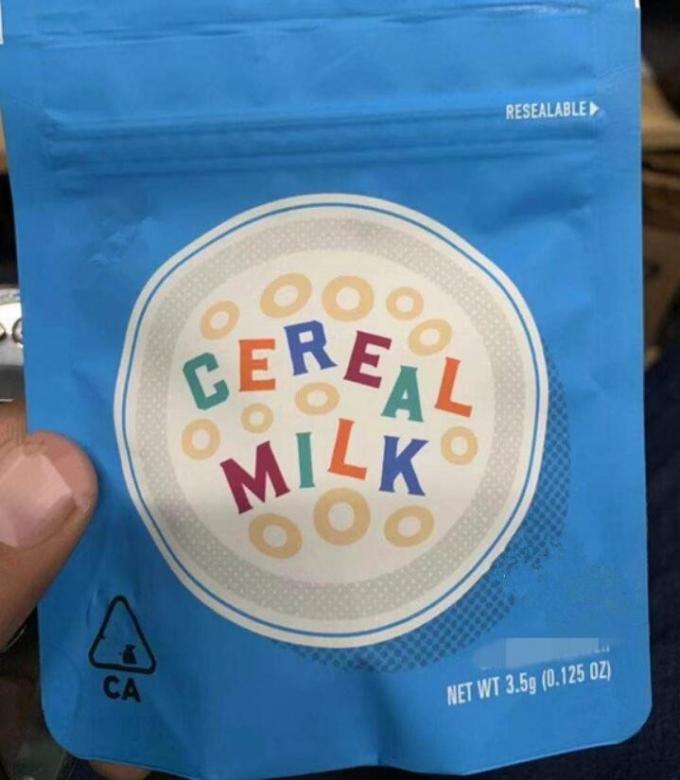 RESEALABLE
CEREAL
MILK
CA
NET WT 3.5g (0.125 OZ)